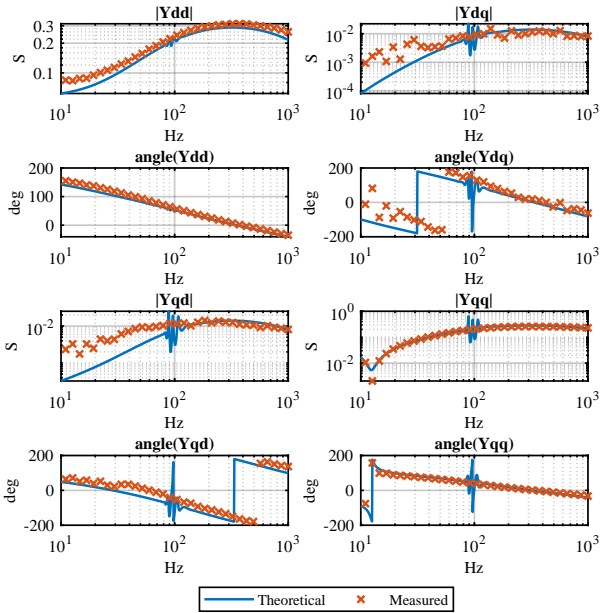 |Ydd|
0.3
0.2
0.1
S
10^1
10^2
10^3
Hz
|Ydq|
10^-2
10^-3
10^-4
S
10^1
10^2
10^3
Hz
angle(Ydd)
200
100
0
deg
10^1
10^2
10^3
Hz
angle(Ydq)
200
0
-200
10^1
10^2
10^3
Hz
|Yqd|
10^-2
S
10^1
10^2
10^3
Hz
|Yqq|
10^0
10^-2
S
10^1
10^2
10^3
Hz
angle(Yqd)
200
0
-200
deg
10^1
10^2
10^3
Hz
angle(Yqq)
200
0
-200
10^1
10^2
10^3
Hz
Theoretical
Measured